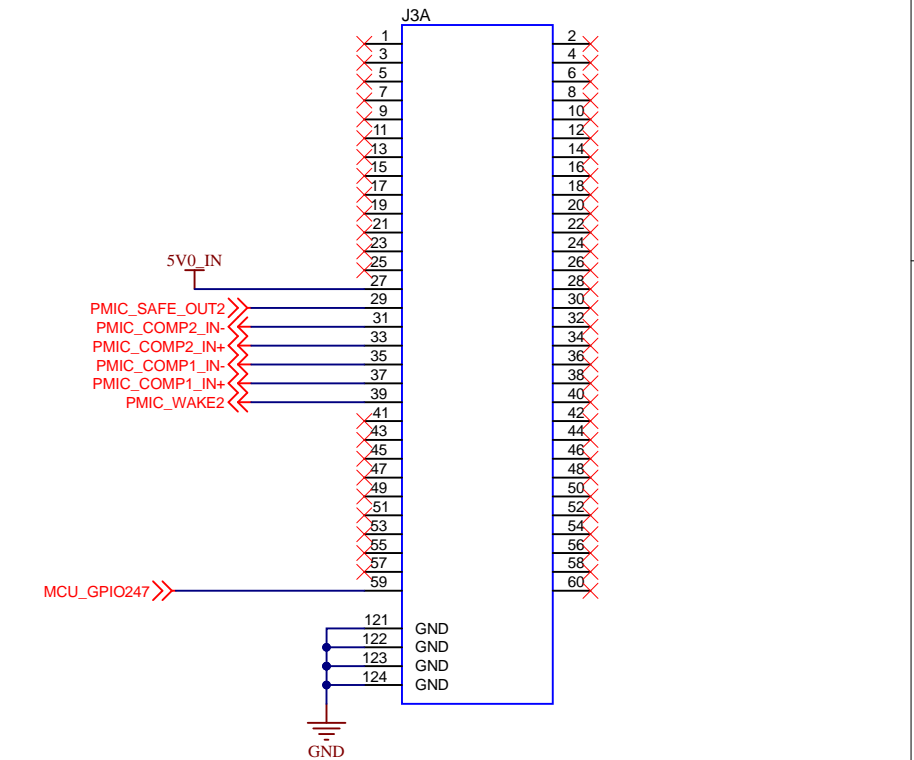 J3A
1 2
3 4
5 6
7 8
9 10
11 12
13 14
15 16
17 18
19 20
21 22
23 24
5V0_IN 25 26
27 28
PMIC_SAFE_OUT2 29 30
PMIC_COMP2_IN- 31 32
PMIC_COMP2_IN+ 33 34
PMIC_COMP1_IN- 35 36
PMIC_COMP1_IN+ 37 38
PMIC_WAKE2 39 40
41 42
43 44
45 46
47 48
49 50
51 52
53 54
55 56
57 58
MCU_GPIO247 59 60
121 GND
122 GND
123 GND
124 GND
GND